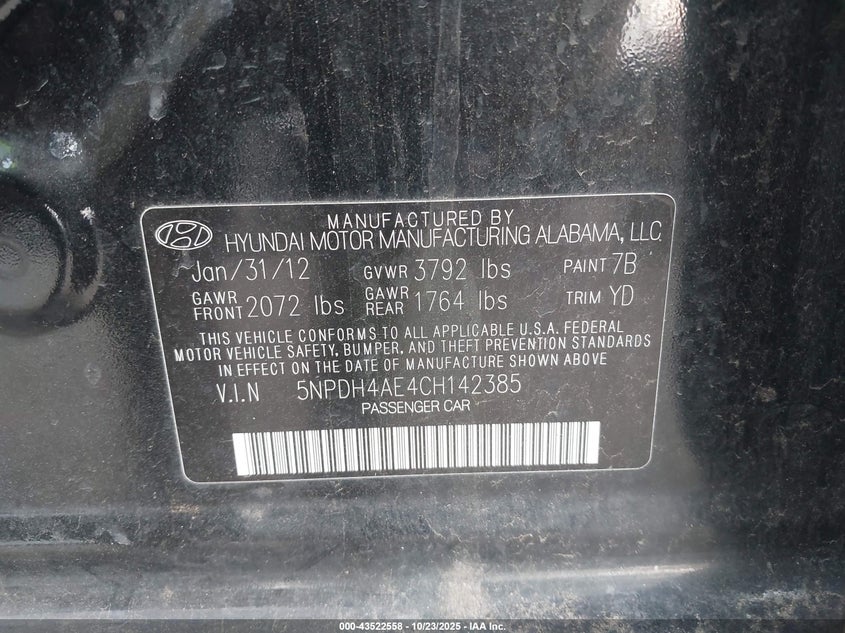 MANUFACTURED BY
HYUNDAI MOTOR MANUFACTURING ALABAMA, LLC.
Jan/31/12 GVWR 3792 lbs PAINT 7B
GAWR FRONT 2072 lbs GAWR REAR 1764 lbs TRIM YD
THIS VEHICLE CONFORMS TO ALL APPLICABLE U.S.A. FEDERAL
MOTOR VEHICLE SAFETY, BUMPER, AND THEFT PREVENTION STANDARDS
IN EFFECT ON THE DATE OF MANUFACTURE SHOWN ABOVE
V.I.N 5NPDH4AE4CH142385
PASSENGER CAR
000-43522558 - 10/23/2025 - IAA Inc.